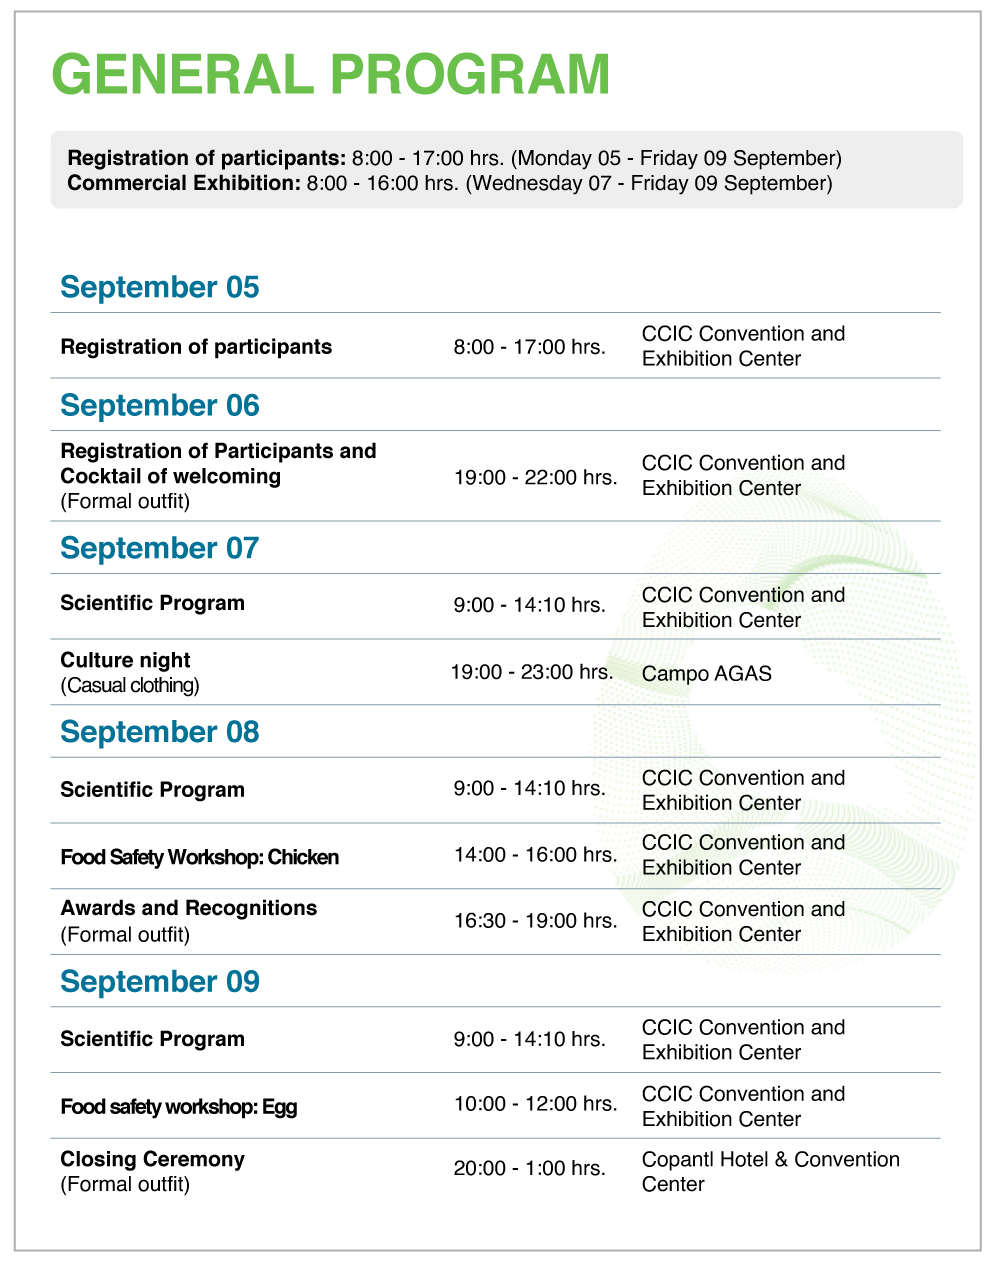 GENERAL PROGRAM
Registration of participants: 8:00 - 17:00 hrs. (Monday 05 - Friday 09 September)
Commercial Exhibition: 8:00 - 16:00 hrs. (Wednesday 07 - Friday 09 September)
September 05
Registration of participants
8:00 - 17:00 hrs.
CCIC Convention and
Exhibition Center
September 06
Registration of Participants and
Cocktail of welcoming
(Formal outfit)
19:00 - 22:00 hrs.
CCIC Convention and
Exhibition Center
September 07
Scientific Program
9:00 - 14:10 hrs.
CCIC Convention and
Exhibition Center
Culture night
(Casual clothing)
19:00 - 23:00 hrs.
Campo AGAS
September 08
Scientific Program
9:00 - 14:10 hrs.
CCIC Convention and
Exhibition Center
Food Safety Workshop: Chicken
14:00 - 16:00 hrs.
CCIC Convention and
Exhibition Center
Awards and Recognitions
(Formal outfit)
16:30 - 19:00 hrs.
CCIC Convention and
Exhibition Center
September 09
Scientific Program
9:00 - 14:10 hrs.
CCIC Convention and
Exhibition Center
Food safety workshop: Egg
10:00 - 12:00 hrs.
CCIC Convention and
Exhibition Center
Closing Ceremony
(Formal outfit)
20:00 - 1:00 hrs.
Copantl Hotel & Convention
Center